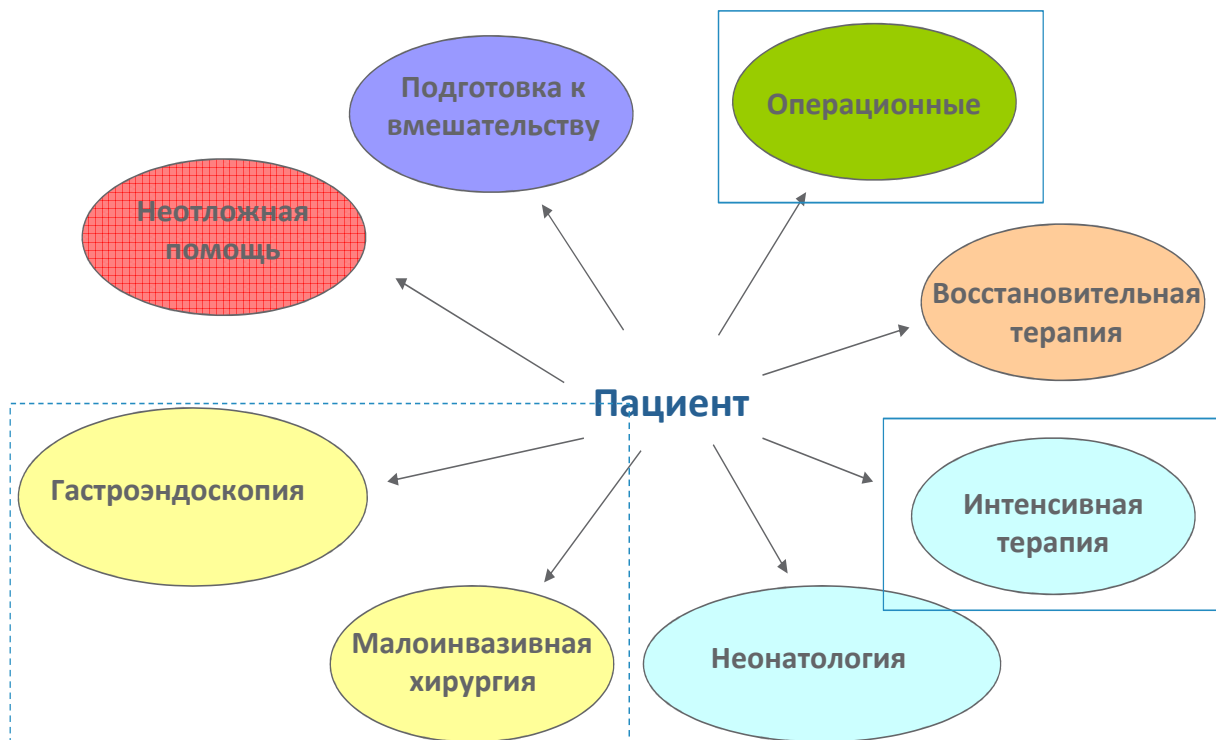 Подготовка к
вмешательству
Операционные
Неотложная
помощь
Восстановительная
терапия
Пациент
Гастроэндоскопия
Интенсивная
терапия
Малоинвазивная
хирургия
Неонатология